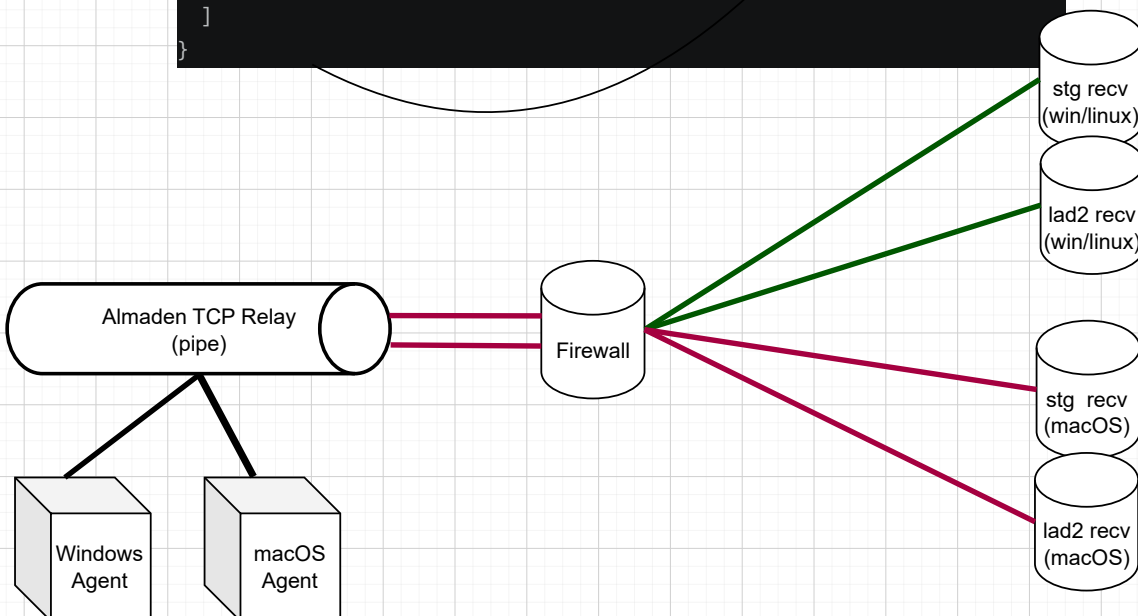 ]
}
stg recv
(win/linux)
lad2 recv
(win/linux)
Almaden TCP Relay
(pipe)
Firewall
stg  recv
(macOS)
lad2 recv
(macOS)
Windows
Agent
macOS
Agent